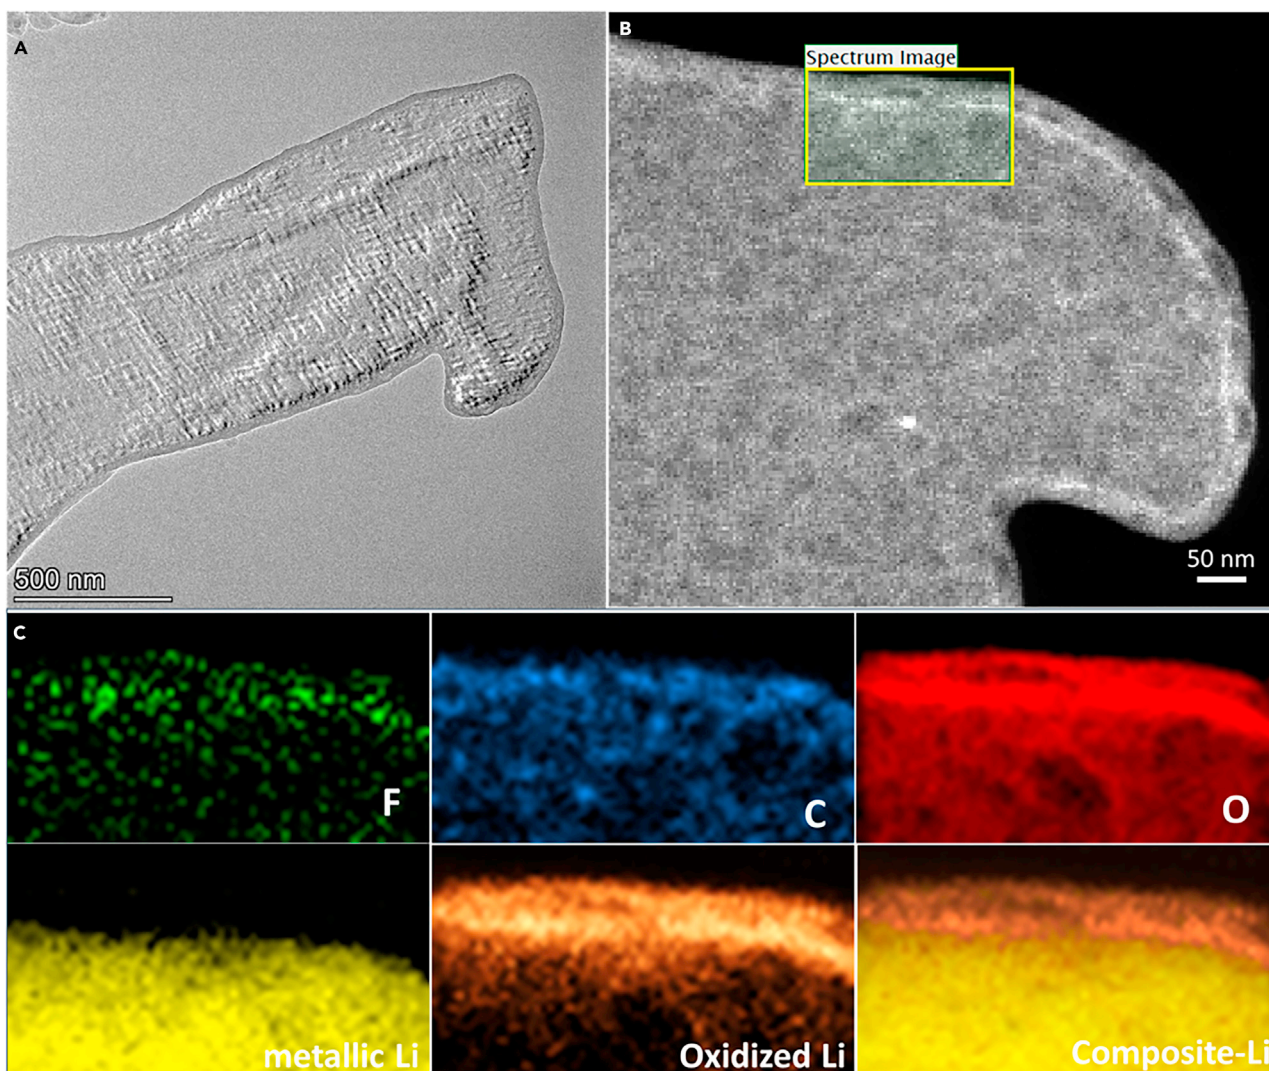 A
500 nm
B
Spectrum Image
50 nm
C
F
C
O
metallic Li
Oxidized Li
Composite-Li